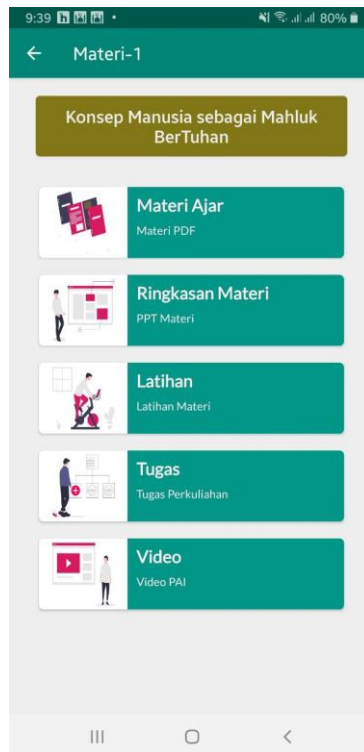 9:39
80%
Materi-1
Konsep Manusia sebagai Mahluk
BerTuhan
Materi Ajar
Materi PDF
Ringkasan Materi
PPT Materi
Latihan
Latihan Materi
Tugas
Tugas Perkuliahan
Video
Video PAI